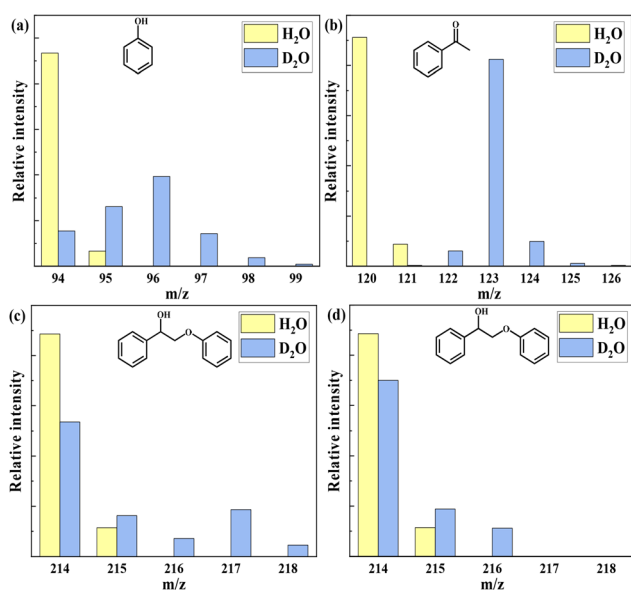 (a)
OH
H₂O
D₂O
Relative intensity
94 95 96 97 98 99
m/z
(b)
O
H₂O
D₂O
Relative intensity
120 121 122 123 124 125 126
m/z
(c)
OH
O
H₂O
D₂O
Relative intensity
214 215 216 217 218
m/z
(d)
OH
O
H₂O
D₂O
Relative intensity
214 215 216 217 218
m/z